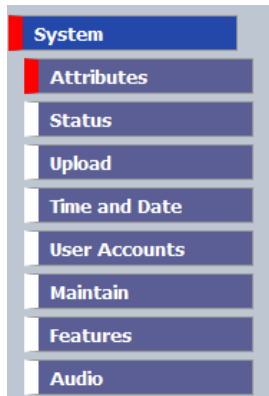 System
Attributes
Status
Upload
Time and Date
User Accounts
Maintain
Features
Audio